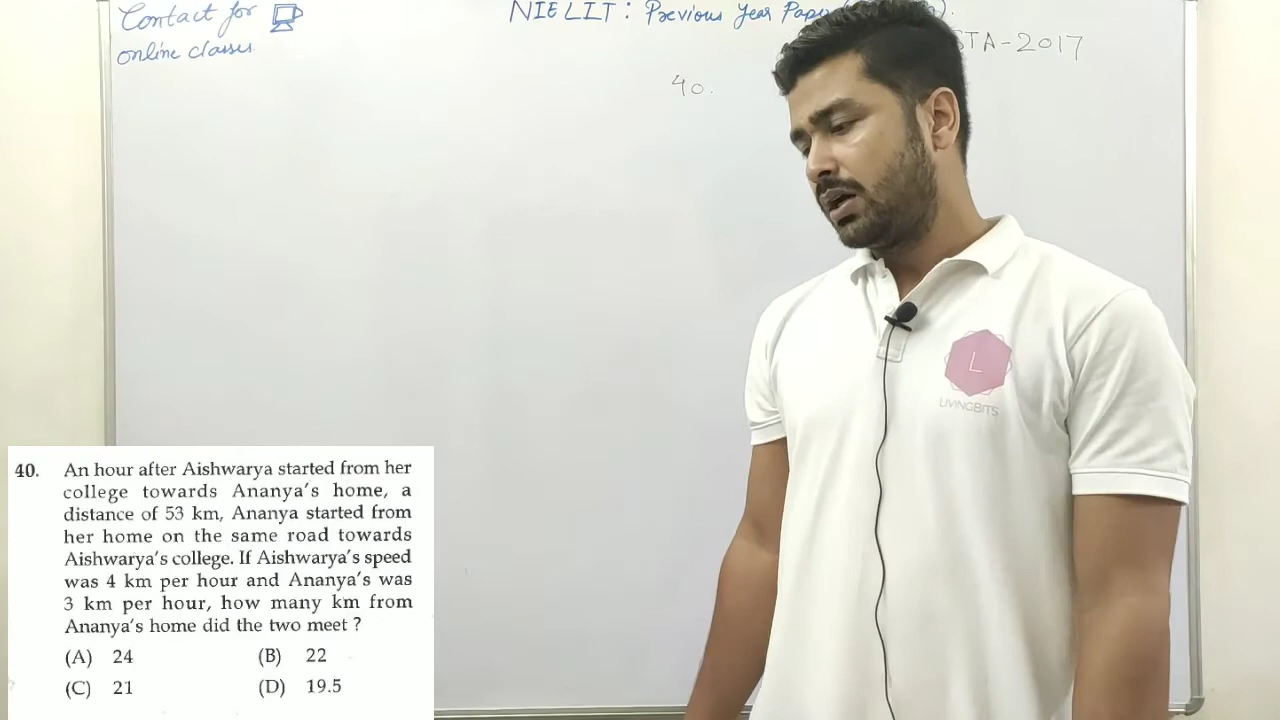 Contact for
online classes
NIELIT: Previous Year Paper
STA-2017
40.
L
LIVINGBITS
40. An hour after Aishwarya started from her
college towards Ananya's home, a
distance of 53 km, Ananya started from
her home on the same road towards
Aishwarya's college. If Aishwarya's speed
was 4 km per hour and Ananya's was
3 km per hour, how many km from
Ananya's home did the two meet ?
(A) 24 (B) 22
(C) 21 (D) 19.5